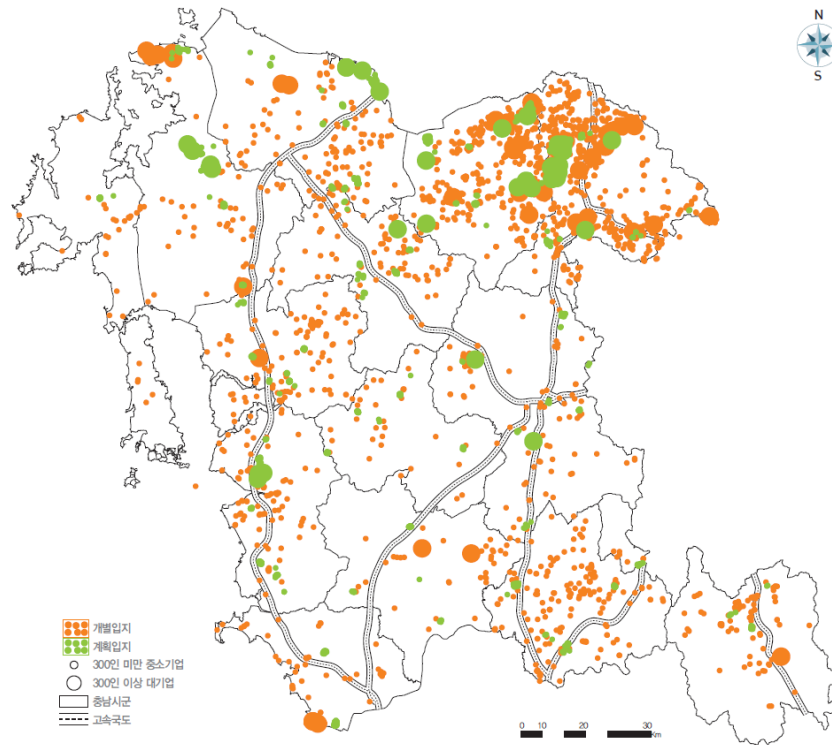 N
S
개별입지
계획입지
300인 미만 중소기업
300인 이상 대기업
충남시군
고속국도
0 10 20 30
Km